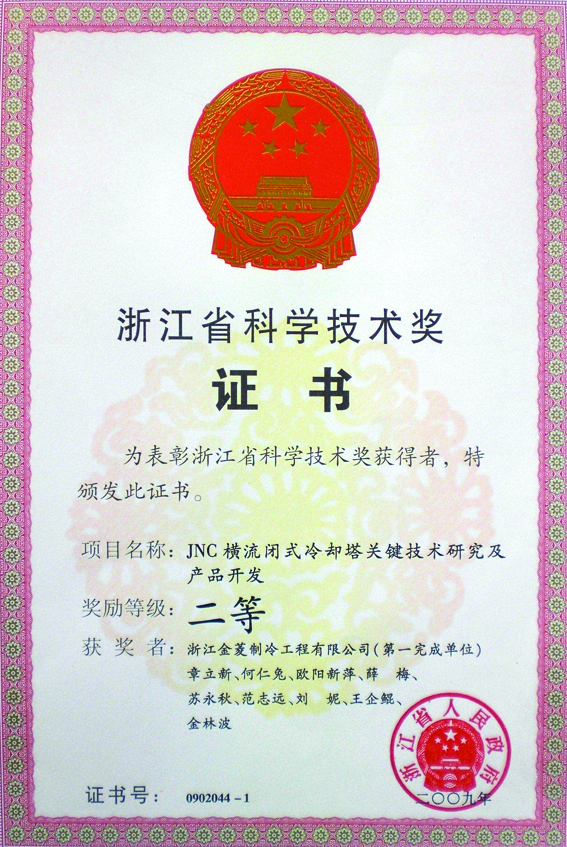 浙江省科学技术奖
证 书
为表彰浙江省科学技术奖获得者，特
颁发此证书。
项目名称：JNC 横流闭式冷却塔关键技术研究及
产品开发
奖励等级：二等
获 奖 者：浙江金菱制冷工程有限公司（第一完成单位）
章立新、何仁兔、欧阳新萍、薛 梅、
苏永秋、范志远、刘 妮、王企鲲、
金林波
浙江省人民政府
二〇〇九年
证书号： 0902044－1